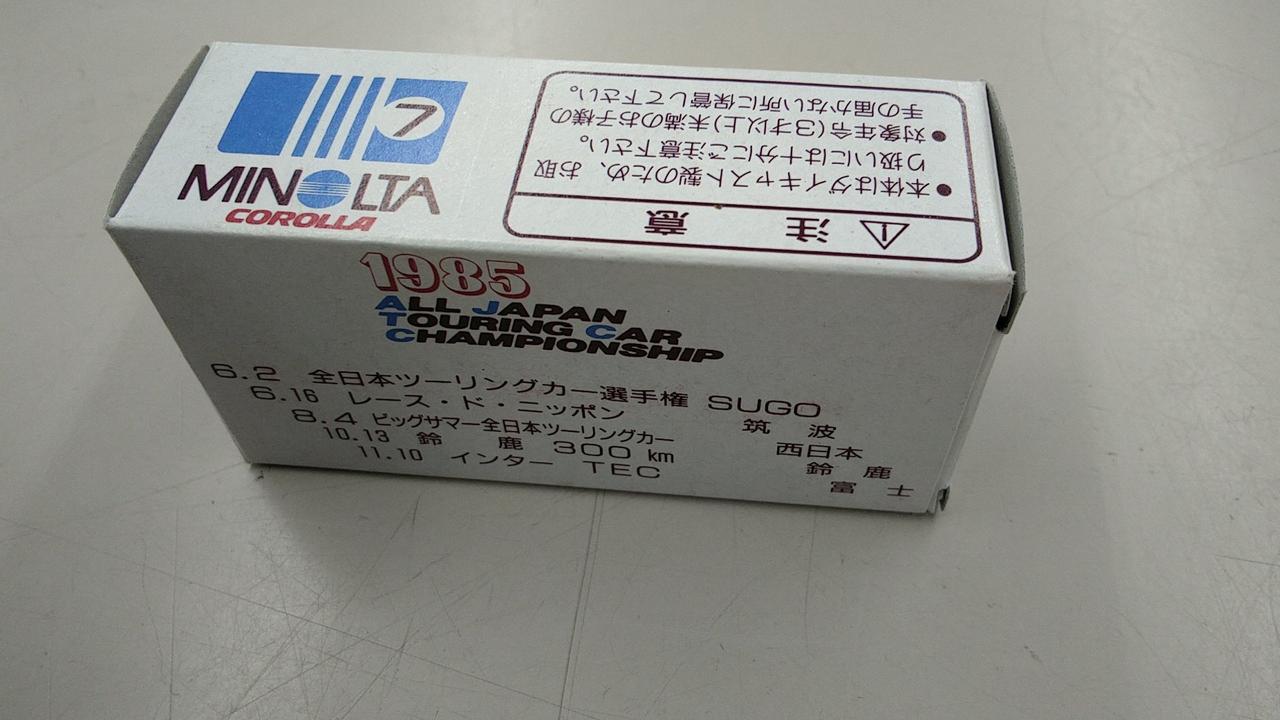 7
MINOLTA
COROLLA
⚠ 注意
●本体はダイキャスト製のため、お取
り扱いには十分にご注意下さい。
●対象年令(3才以上)未満のお子様の
手の届かない所に保管して下さい。
1985
ALL JAPAN
TOURING CAR
CHAMPIONSHIP
6.2 全日本ツーリングカー選手権 SUGO
6.16 レース・ド・ニッポン 筑波
8.4 ビッグサマー全日本ツーリングカー 西日本
10.13 鈴鹿 300 km 鈴鹿
11.10 インター TEC 富士